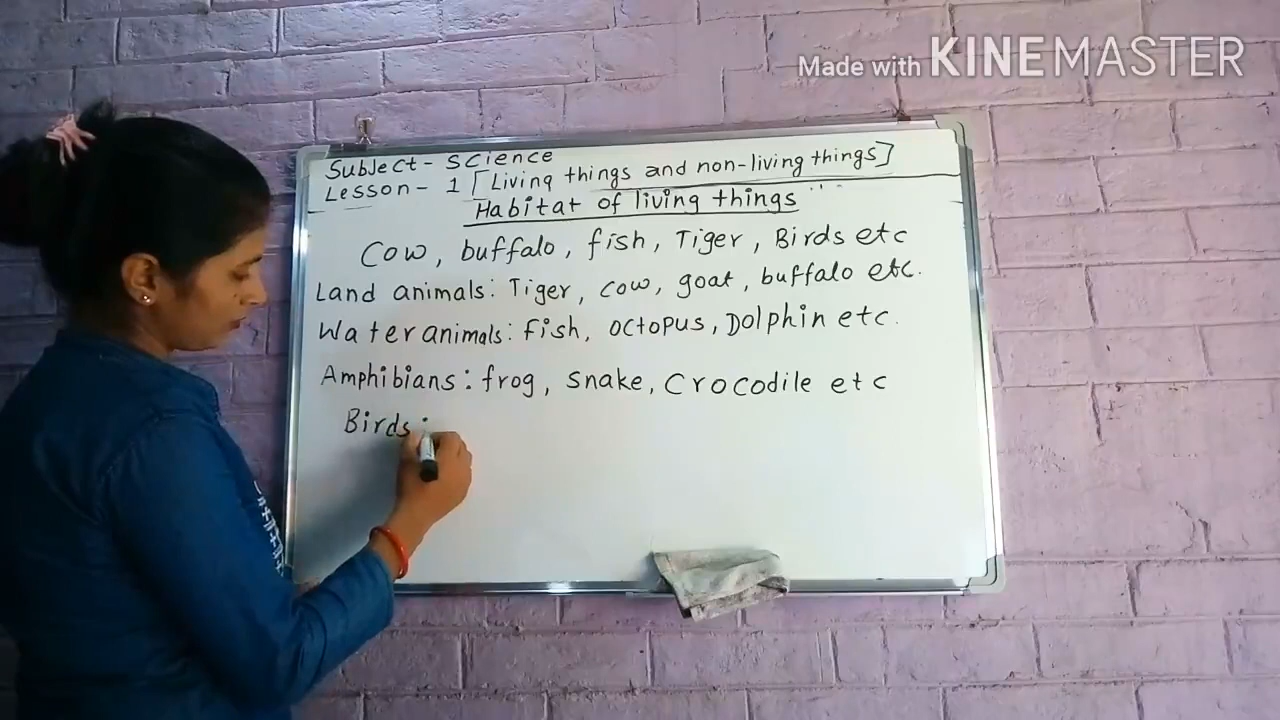 Made with KINEMASTER
Subject - Science
Lesson - 1 [Living things and non-living things]
Habitat of living things
Cow, buffalo, fish, Tiger, Birds etc
Land animals: Tiger, cow, goat, buffalo etc.
Water animals: fish, octopus, Dolphin etc.
Amphibians: frog, snake, Crocodile etc
Birds: